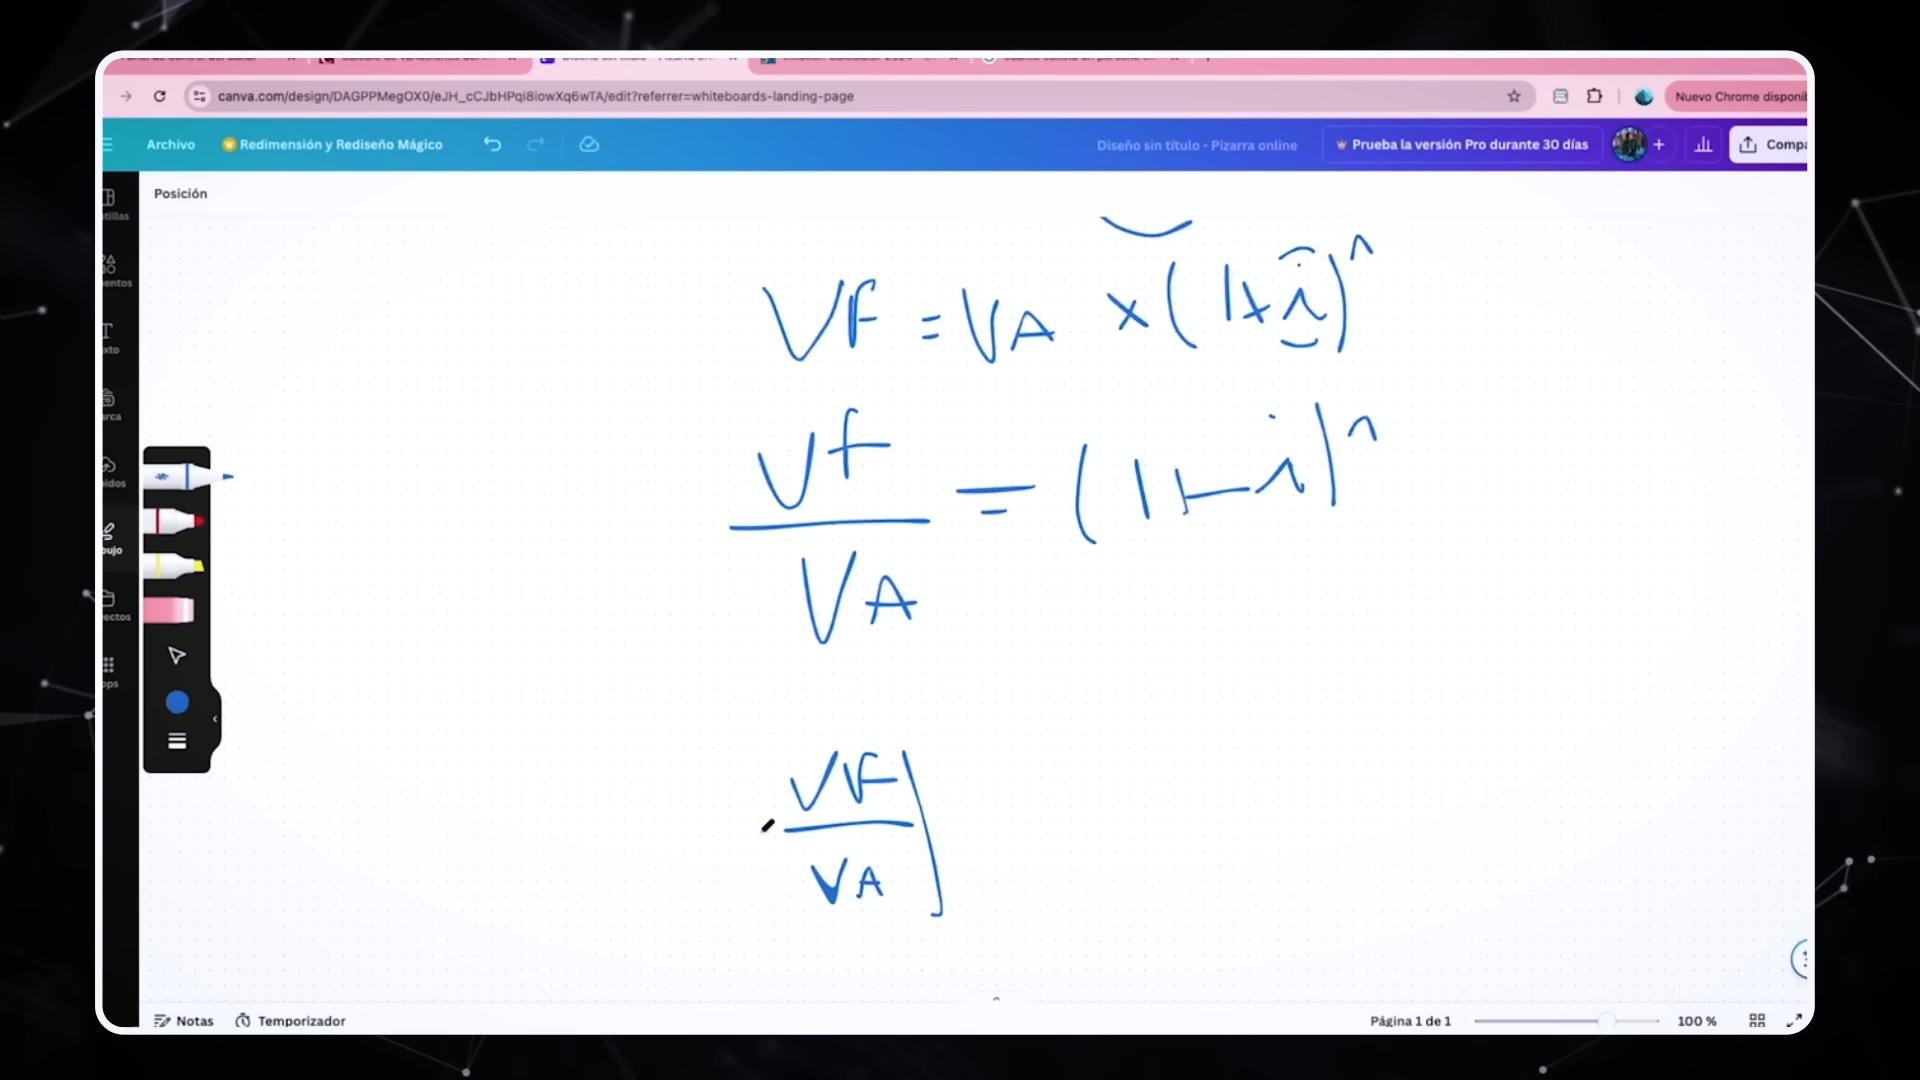 canva.com/design/DAGPPMegOX0/eJH_cCJbHPqi8iowXq6wTA/edit?referrer=whiteboards-landing-page
Nuevo Chrome disponib
Archivo
Redimensión y Rediseño Mágico
Diseño sin título - Pizarra online
Prueba la versión Pro durante 30 días
+
Compa
Posición
VF = VA x (1+i)^n
Vf
VA
= (1+i)^n
VF
VA
Notas
Temporizador
Página 1 de 1
100 %